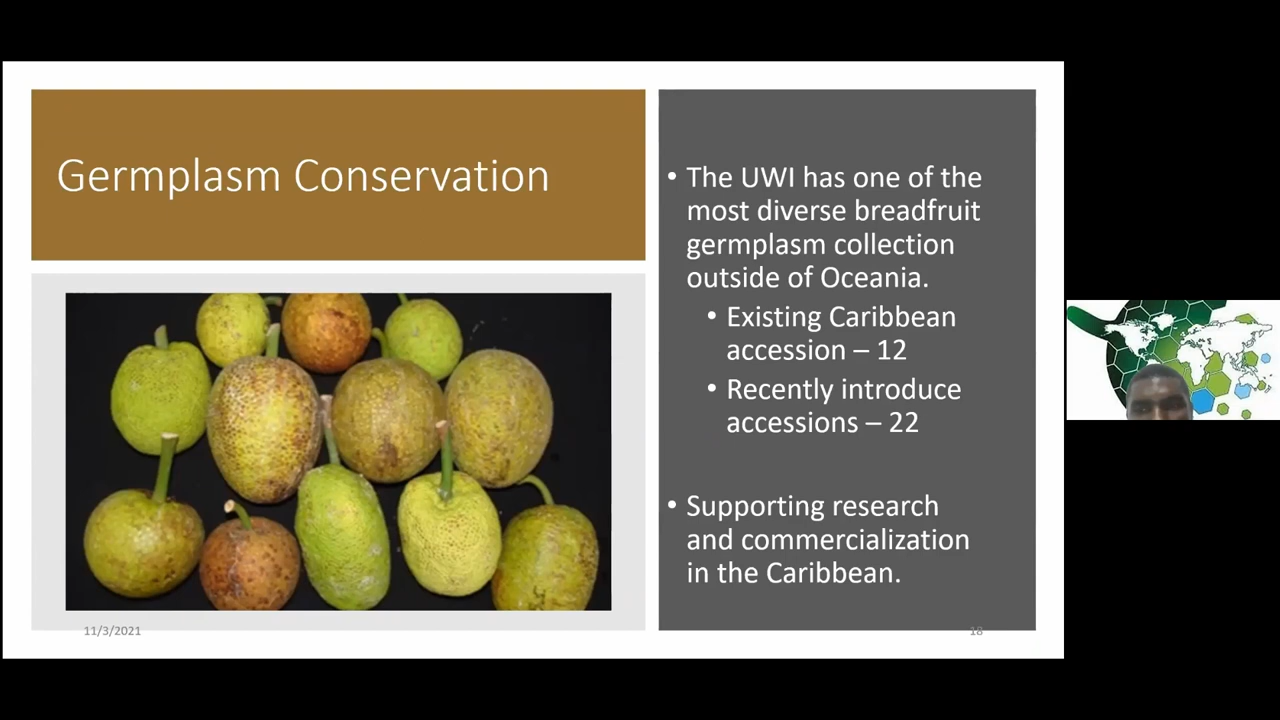 Germplasm Conservation
• The UWI has one of the
most diverse breadfruit
germplasm collection
outside of Oceania.
• Existing Caribbean
accession – 12
• Recently introduce
accessions – 22
• Supporting research
and commercialization
in the Caribbean.
11/3/2021
18